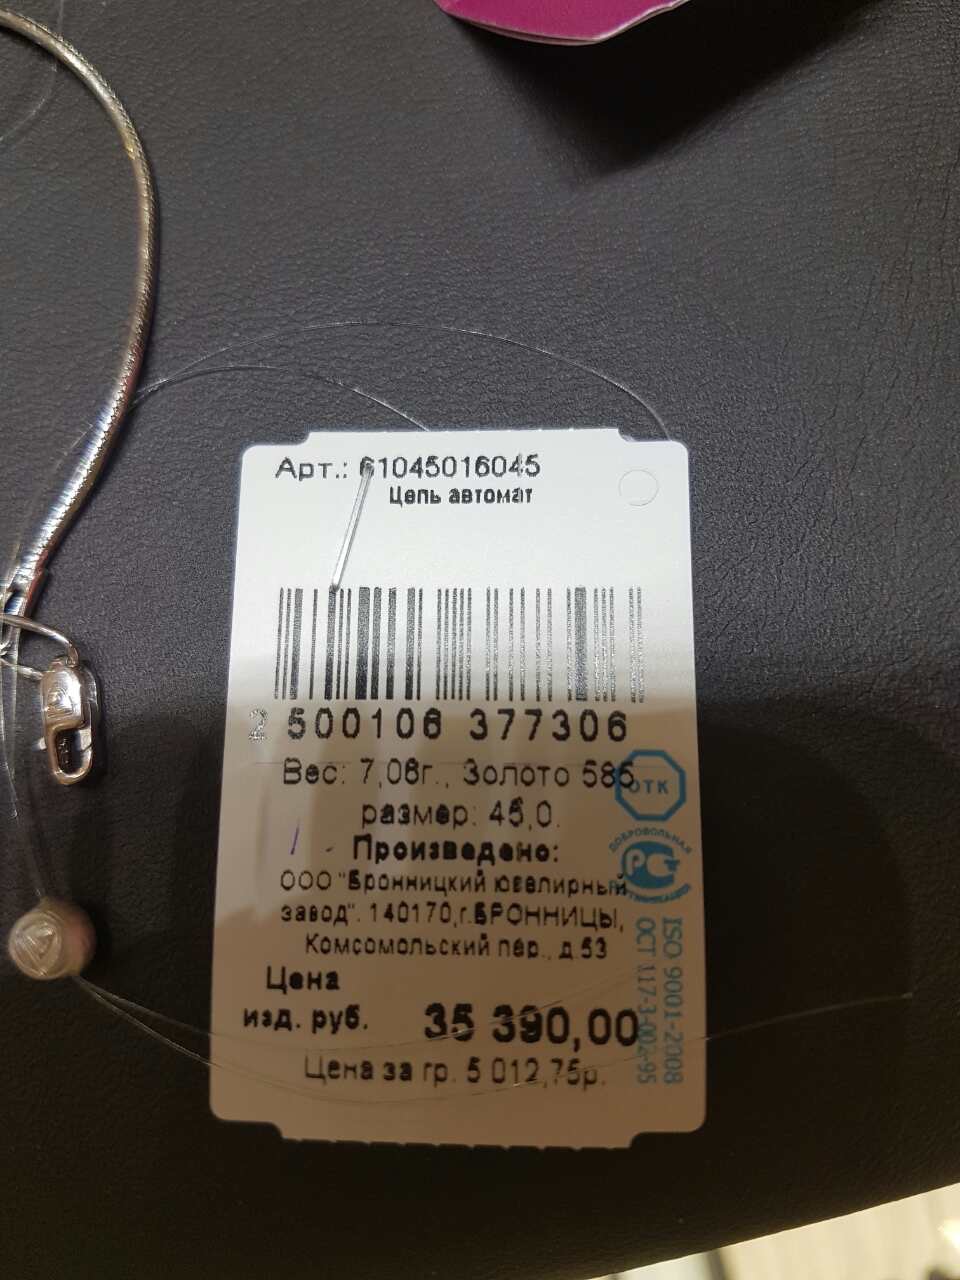 Арт.: 61045016045
Цепь автомат
2 500106 377306
Вес: 7,06г., Золото 585
размер: 45,0.
Произведено:
ООО "Бронницкий ювелирный
завод". 140170,г.БРОННИЦЫ,
Комсомольский пер., д.53
Цена
изд. руб. 35 390,00
Цена за гр. 5 012,75р.
ОТК
ДОБРОВОЛЬНАЯ
РС
ISO 9001-2008
ОСТ 117-3-002-95